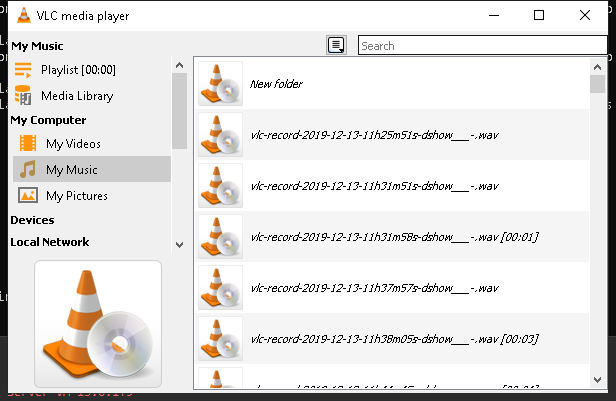 VLC media player
My Music
Playlist [00:00]
Media Library
My Computer
My Videos
My Music
My Pictures
Devices
Local Network
Search
New folder
vlc-record-2019-12-13-11h25m51s-dshow___-.wav
vlc-record-2019-12-13-11h31m51s-dshow___-.wav
vlc-record-2019-12-13-11h31m58s-dshow___-.wav [00:01]
vlc-record-2019-12-13-11h37m57s-dshow___-.wav
vlc-record-2019-12-13-11h38m05s-dshow___-.wav [00:03]